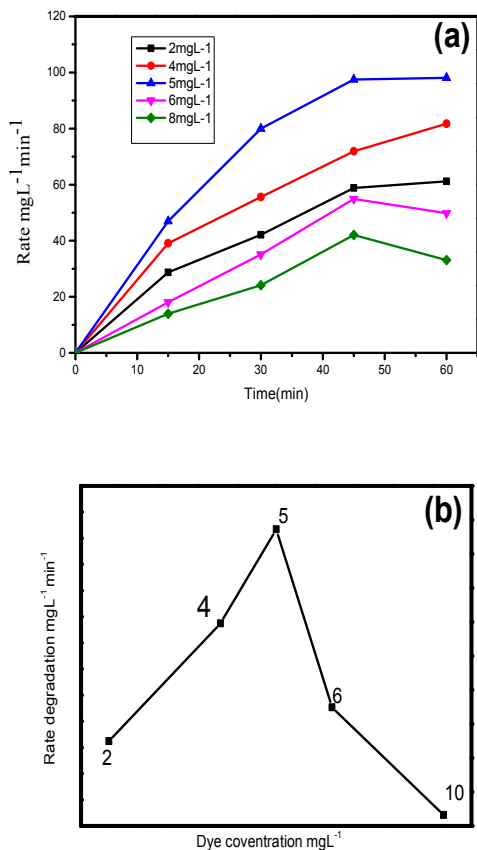 (a)
2mgL-1
4mgL-1
5mgL-1
6mgL-1
8mgL-1
Rate mgL⁻¹min⁻¹
120
100
80
60
40
20
0
0 10 20 30 40 50 60
Time(min)
(b)
5
4
6
2
10
Rate degradation mgL⁻¹ min⁻¹
Dye coventration mgL⁻¹